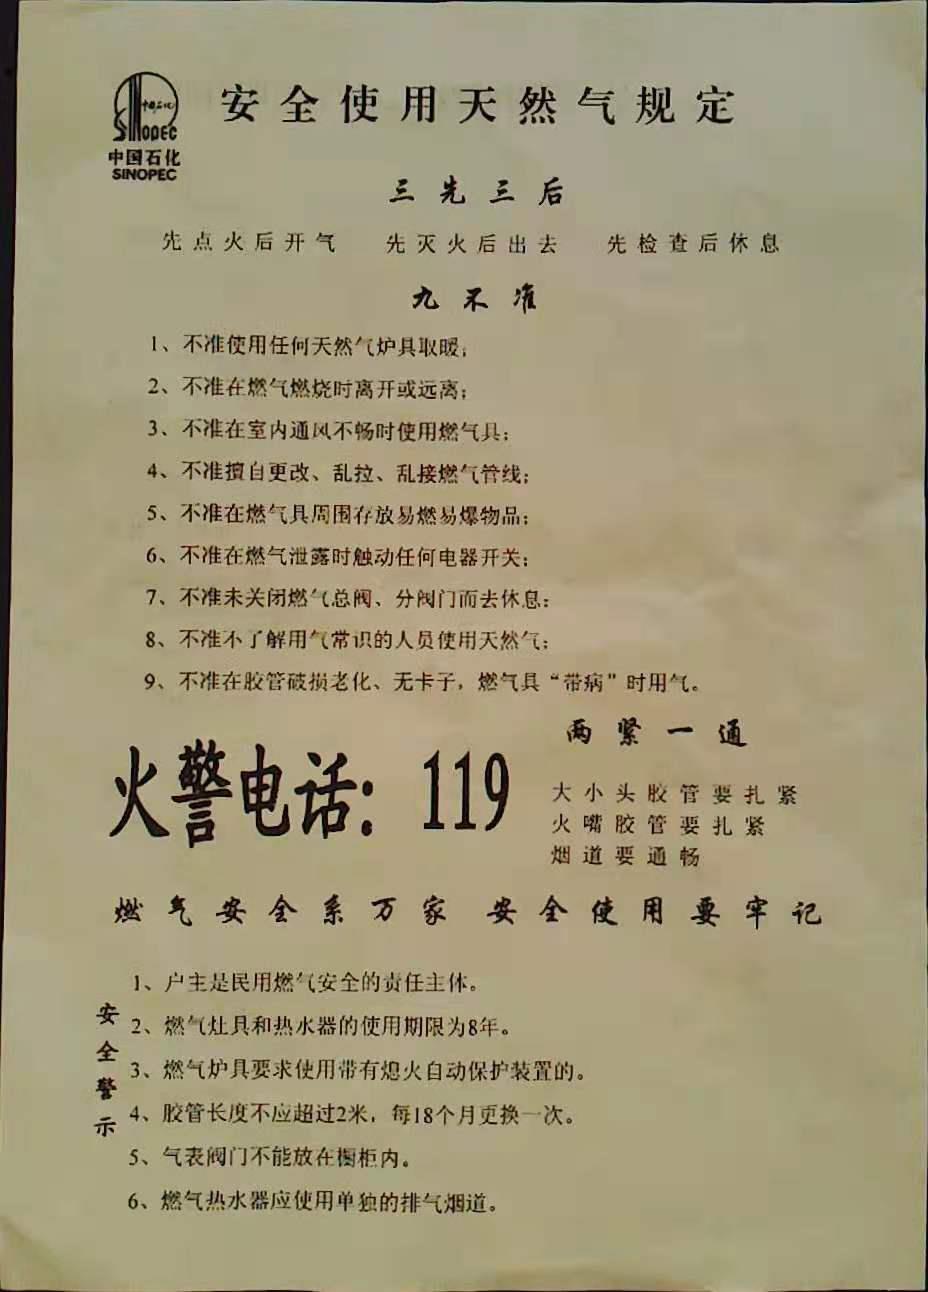 中国石化
SINOPEC
中国石化
SINOPEC
安全使用天然气规定
三先三后
先点火后开气 先灭火后出去 先检查后休息
九不准
1、不准使用任何天然气炉具取暖；
2、不准在燃气燃烧时离开或远离；
3、不准在室内通风不畅时使用燃气具；
4、不准擅自更改、乱拉、乱接燃气管线；
5、不准在燃气具周围存放易燃易爆物品；
6、不准在燃气泄露时触动任何电器开关；
7、不准未关闭燃气总阀、分阀门而去休息；
8、不准不了解用气常识的人员使用天然气；
9、不准在胶管破损老化、无卡子，燃气具“带病”时用气。
火警电话：119
两紧一通
大小头胶管要扎紧
火嘴胶管要扎紧
烟道要通畅
燃气安全系万家 安全使用要牢记
安全警示
1、户主是民用燃气安全的责任主体。
2、燃气灶具和热水器的使用期限为8年。
3、燃气炉具要求使用带有熄火自动保护装置的。
4、胶管长度不应超过2米，每18个月更换一次。
5、气表阀门不能放在橱柜内。
6、燃气热水器应使用单独的排气烟道。